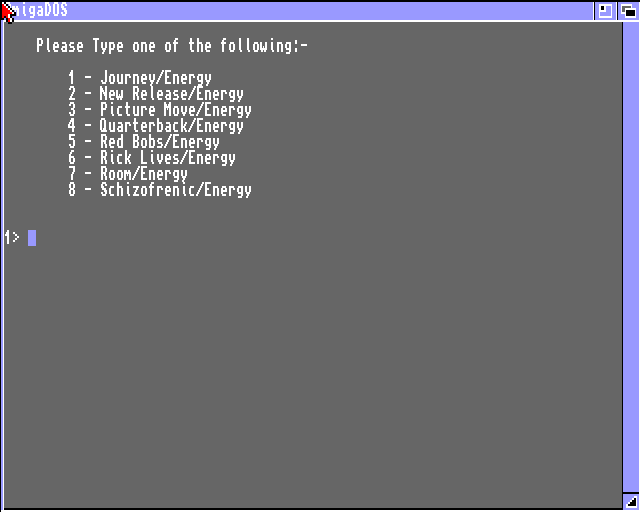 migaDOS
Please Type one of the following:-
1 - Journey/Energy
2 - New Release/Energy
3 - Picture Move/Energy
4 - Quarterback/Energy
5 - Red Bobs/Energy
6 - Rick Lives/Energy
7 - Room/Energy
8 - Schizofrenic/Energy
1>